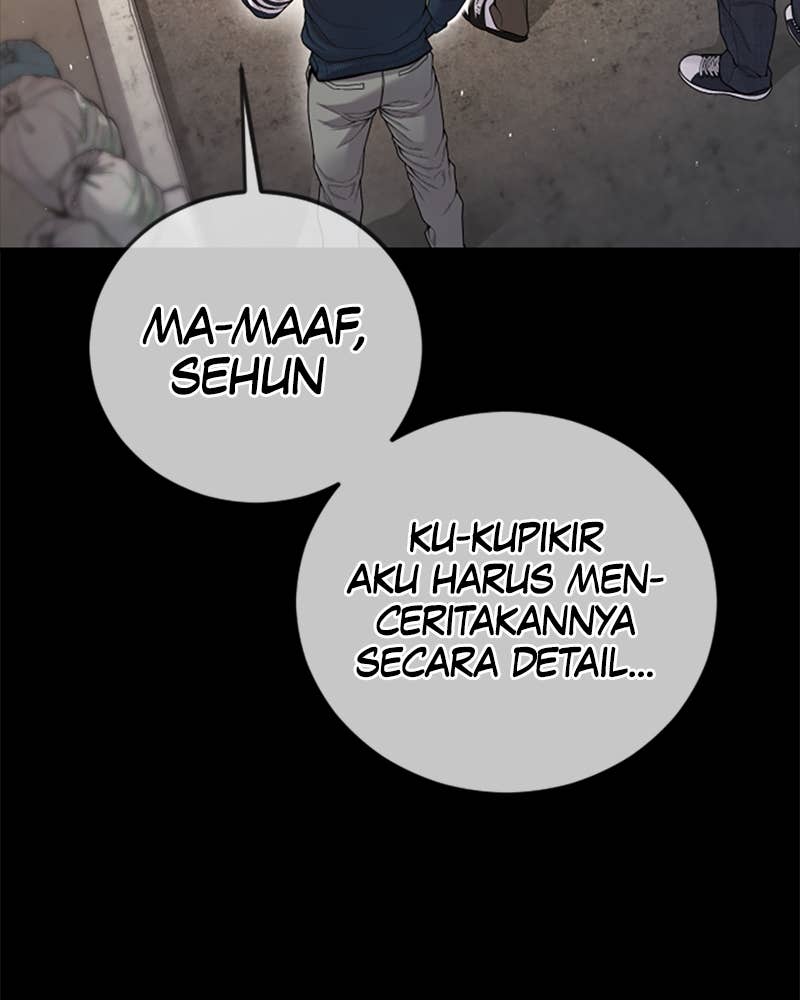 MA-MAAF,
SEHUN
KU-KUPIKIR
AKU HARUS MEN-
CERITAKANNYA
SECARA DETAIL...